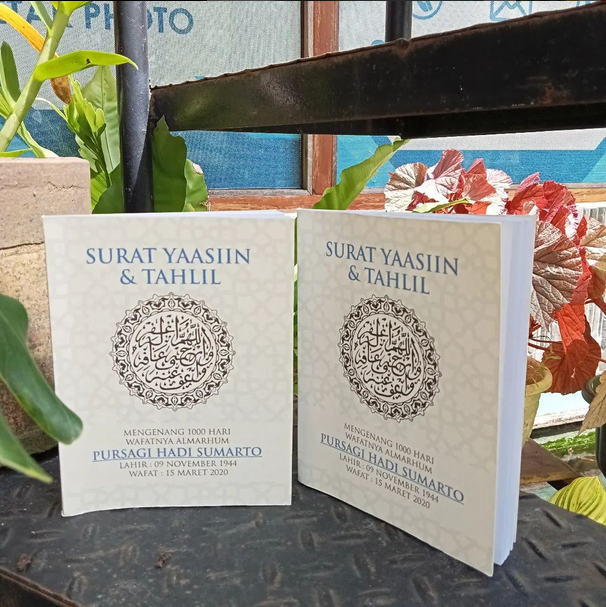 TAK PHOTO
SURAT YAASIIN
& TAHLIL
MENGENANG 1000 HARI
WAFATNYA ALMARHUM
PURSAGI HADI SUMARTO
LAHIR : 09 NOVEMBER 1944
WAFAT : 15 MARET 2020
SURAT YAASIIN
& TAHLIL
MENGENANG 1000 HARI
WAFATNYA ALMARHUM
PURSAGI HADI SUMARTO
LAHIR : 09 NOVEMBER 1944
WAFAT : 15 MARET 2020